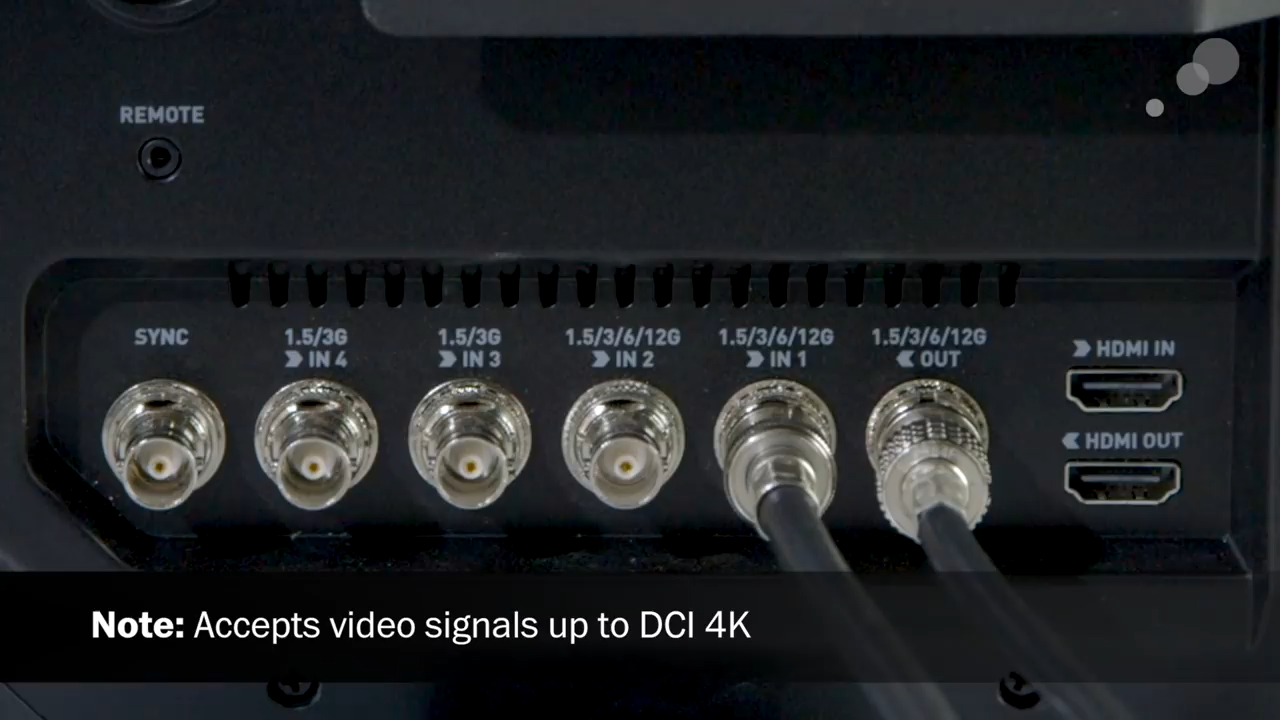 REMOTE
SYNC
1.5/3G
IN 4
1.5/3G
IN 3
1.5/3/6/12G
IN 2
1.5/3/6/12G
IN 1
1.5/3/6/12G
OUT
HDMI IN
HDMI OUT
Note: Accepts video signals up to DCI 4K